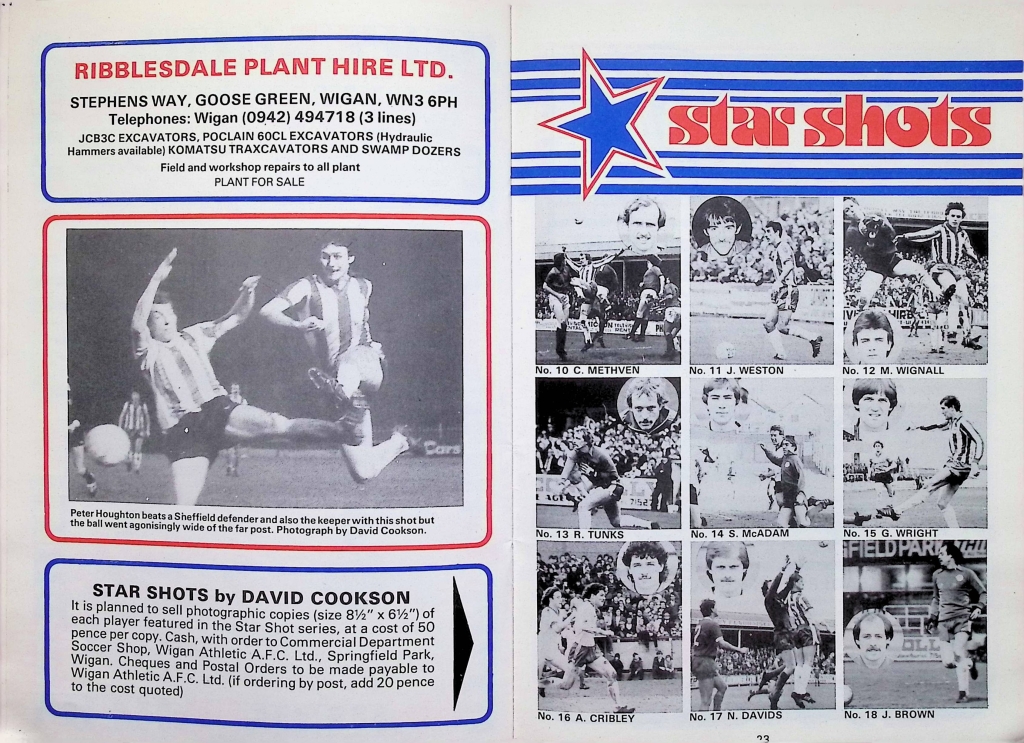 RIBBLESDALE PLANT HIRE LTD.
STEPHENS WAY, GOOSE GREEN, WIGAN, WN3 6PH
Telephones: Wigan (0942) 494718 (3 lines)
JCB3C EXCAVATORS, POCLAIN 60CL EXCAVATORS (Hydraulic
Hammers available) KOMATSU TRAXCAVATORS AND SWAMP DOZERS
Field and workshop repairs to all plant
PLANT FOR SALE
Cars
Peter Houghton beats a Sheffield defender and also the keeper with this shot but
the ball went agonisingly wide of the far post. Photograph by David Cookson.
STAR SHOTS by DAVID COOKSON
It is planned to sell photographic copies (size 8½" x 6½") of
each player featured in the Star Shot series, at a cost of 50
pence per copy. Cash, with order to Commercial Department
Soccer Shop, Wigan Athletic A.F.C. Ltd., Springfield Park,
Wigan. Cheques and Postal Orders to be made payable to
Wigan Athletic A.F.C. Ltd. (if ordering by post, add 20 pence
to the cost quoted)
star shots
No. 10 C. METHVEN
No. 11 J. WESTON
No. 12 M. WIGNALL
No. 13 R. TUNKS
No. 14 S. McADAM
No. 15 G. WRIGHT
No. 16 A. CRIBLEY
No. 17 N. DAVIDS
No. 18 J. BROWN
23